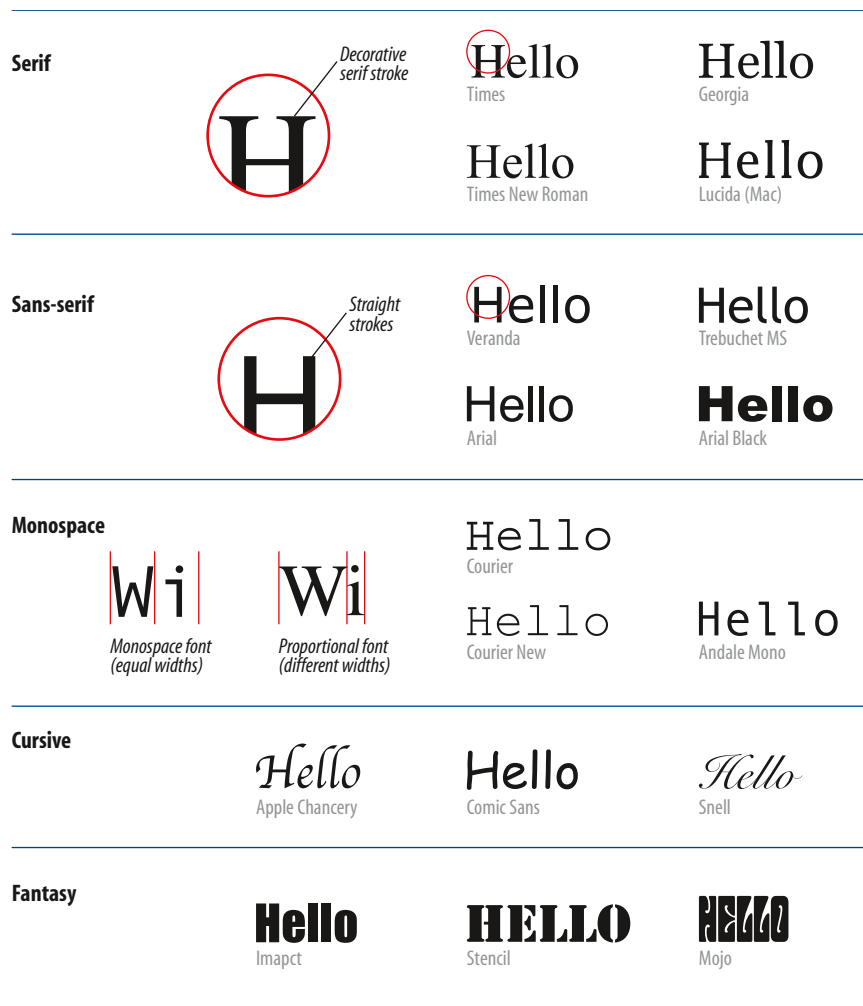 Serif
Decorative
serif stroke
H
Hello
Times
Hello
Georgia
Hello
Times New Roman
Hello
Lucida (Mac)
Sans-serif
Straight
strokes
H
Hello
Veranda
Hello
Trebuchet MS
Hello
Arial
Hello
Arial Black
Monospace
Wi
Monospace font
(equal widths)
Wi
Proportional font
(different widths)
Hello
Courier
Hello
Courier New
Hello
Andale Mono
Cursive
Hello
Apple Chancery
Hello
Comic Sans
Hello
Snell
Fantasy
Hello
Imapct
HELLO
Stencil
HELLO
Mojo